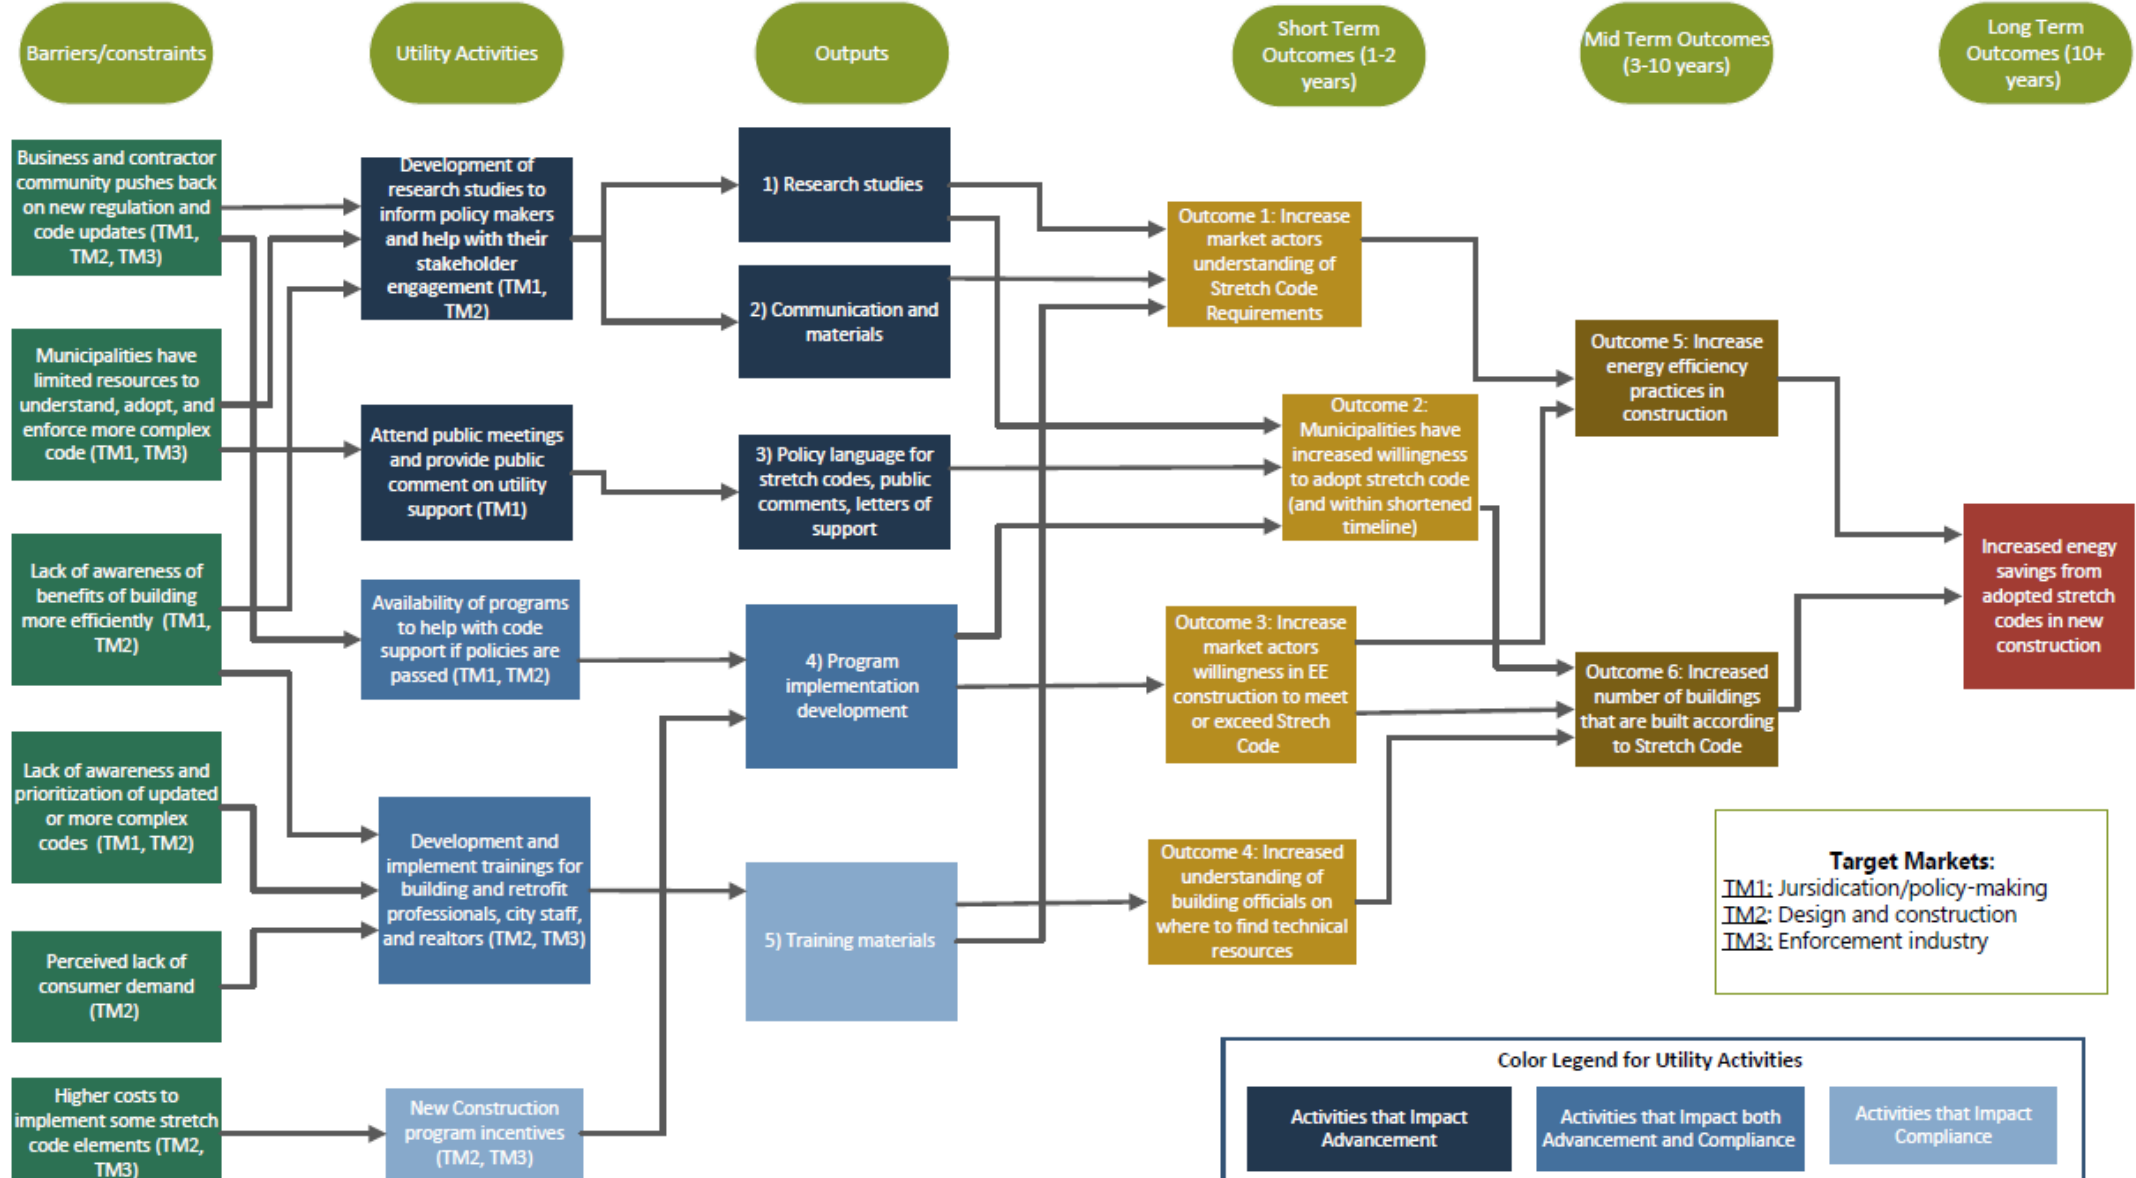 Barriers/constraints
Utility Activities
Outputs
Short Term
Outcomes (1-2
years)
Mid Term Outcomes
(3-10 years)
Long Term
Outcomes (10+
years)
Business and contractor
community pushes back
on new regulation and
code updates (TM1,
TM2, TM3)
Municipalities have
limited resources to
understand, adopt, and
enforce more complex
code (TM1, TM3)
Lack of awareness of
benefits of building
more efficiently (TM1,
TM2)
Lack of awareness and
prioritization of updated
or more complex
codes (TM1, TM2)
Perceived lack of
consumer demand
(TM2)
Higher costs to
implement some stretch
code elements (TM2,
TM3)
Development of
research studies to
inform policy makers
and help with their
stakeholder
engagement (TM1,
TM2)
Attend public meetings
and provide public
comment on utility
support (TM1)
Availability of programs
to help with code
support if policies are
passed (TM1, TM2)
Development and
implement trainings for
building and retrofit
professionals, city staff,
and realtors (TM2, TM3)
New Construction
program incentives
(TM2, TM3)
1) Research studies
2) Communication and
materials
3) Policy language for
stretch codes, public
comments, letters of
support
4) Program
implementation
development
5) Training materials
Outcome 1: Increase
market actors
understanding of
Stretch Code
Requirements
Outcome 2:
Municipalities have
increased willingness
to adopt stretch code
(and within shortened
timeline)
Outcome 3: Increase
market actors
willingness in EE
construction to meet
or exceed Strech
Code
Outcome 4: Increased
understanding of
building officials on
where to find technical
resources
Outcome 5: Increase
energy efficiency
practices in
construction
Outcome 6: Increased
number of buildings
that are built according
to Stretch Code
Increased enegy
savings from
adopted stretch
codes in new
construction
Target Markets:
TM1: Jursidication/policy-making
TM2: Design and construction
TM3: Enforcement industry
Color Legend for Utility Activities
Activities that Impact
Advancement
Activities that Impact both
Advancement and Compliance
Activities that Impact
Compliance